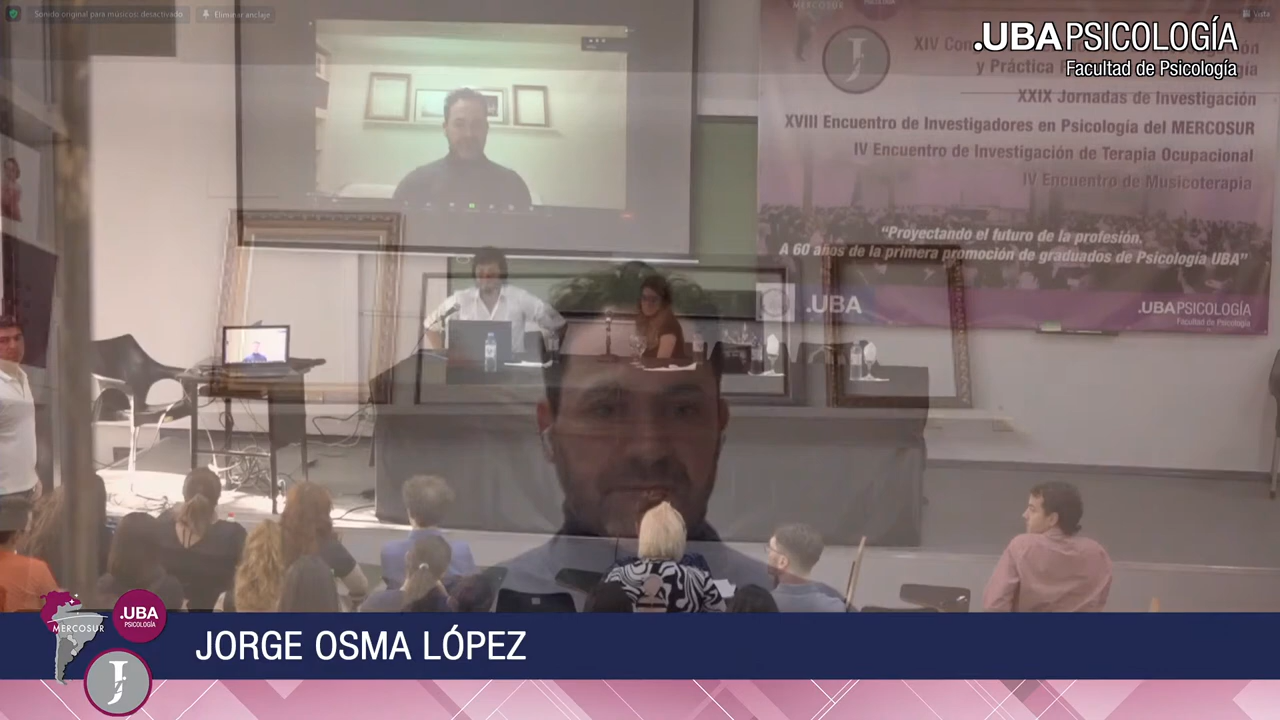 Sonido original para músicos: desactivado
Eliminar anclaje
Vista
.UBAPSICOLOGÍA
Facultad de Psicología
MERCOSUR
XIV
y Práctica
XXIX Jornadas de Investigación
XVIII Encuentro de Investigadores en Psicología del MERCOSUR
IV Encuentro de Investigación de Terapia Ocupacional
IV Encuentro de Musicoterapia
“Proyectando el futuro de la profesión.
A 60 años de la primera promoción de graduados de Psicología UBA”
.UBA
.UBAPSICOLOGÍA
Facultad de Psicología
MERCOSUR
.UBA
PSICOLOGÍA
JORGE OSMA LÓPEZ